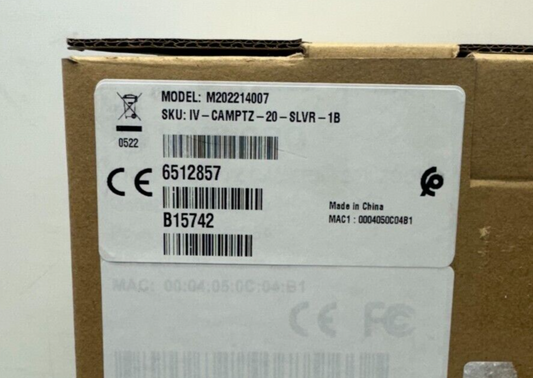 MODEL: M202214007
SKU: IV-CAMPTZ-20-SLVR-1B
0522
CE
6512857
B15742
Made in China
MAC1 : 0004050C04B1
MAC: 00:04:05:0C:04:B1
CE FC